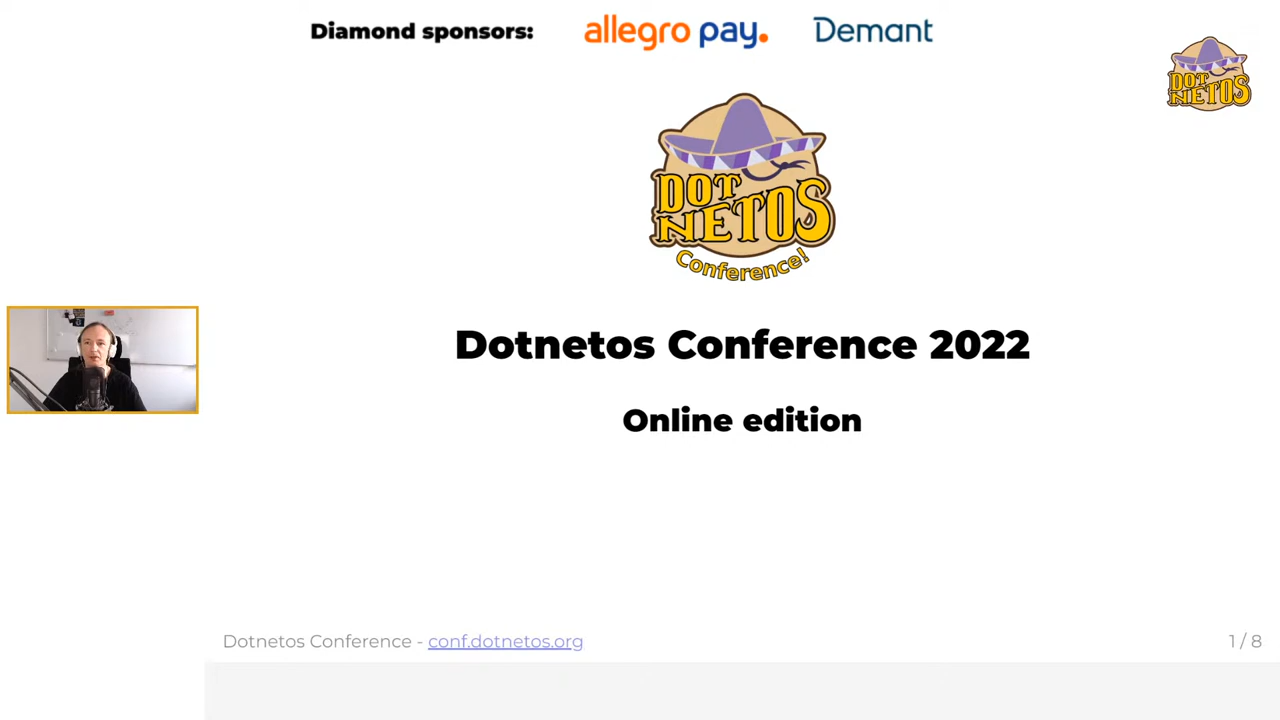 Diamond sponsors: allegro pay. Demant
DOT
NETOS
DOT
NETOS
Conference!
Dotnetos Conference 2022
Online edition
Dotnetos Conference - conf.dotnetos.org
1 / 8